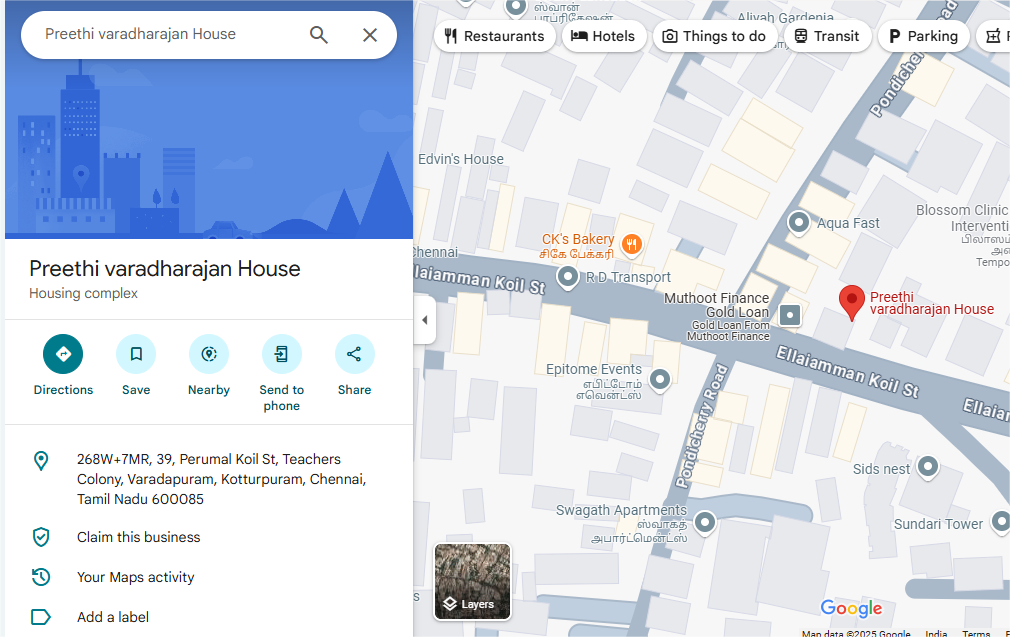 Preethi varadharajan House
Preethi varadharajan House
Housing complex
Directions
Save
Nearby
Send to
phone
Share
268W+7MR, 39, Perumal Koil St, Teachers
Colony, Varadapuram, Kotturpuram, Chennai,
Tamil Nadu 600085
Claim this business
Your Maps activity
Add a label
Restaurants
Hotels
Things to do
Transit
Parking
ஸ்வான்
Aliyah Gardenia
Pondicherry Road
Edvin's House
CK's Bakery
சிகே பேக்கரி
Aqua Fast
Blossom Clinic
Interventi
Tempo
Chennai
Ellaiamman Koil St
R D Transport
Muthoot Finance
Gold Loan
Gold Loan From
Muthoot Finance
Preethi
varadharajan House
Ellaiamman Koil St
Epitome Events
எபிட்டோம்
எவென்ட்ஸ்
Pondicherry Road
Ellaiam
Sids nest
Swagath Apartments
ஸ்வாகத்
அபார்ட்மென்ட்ஸ்
Sundari Tower
Layers
Google
Map data ©2025 Google
India
Terms